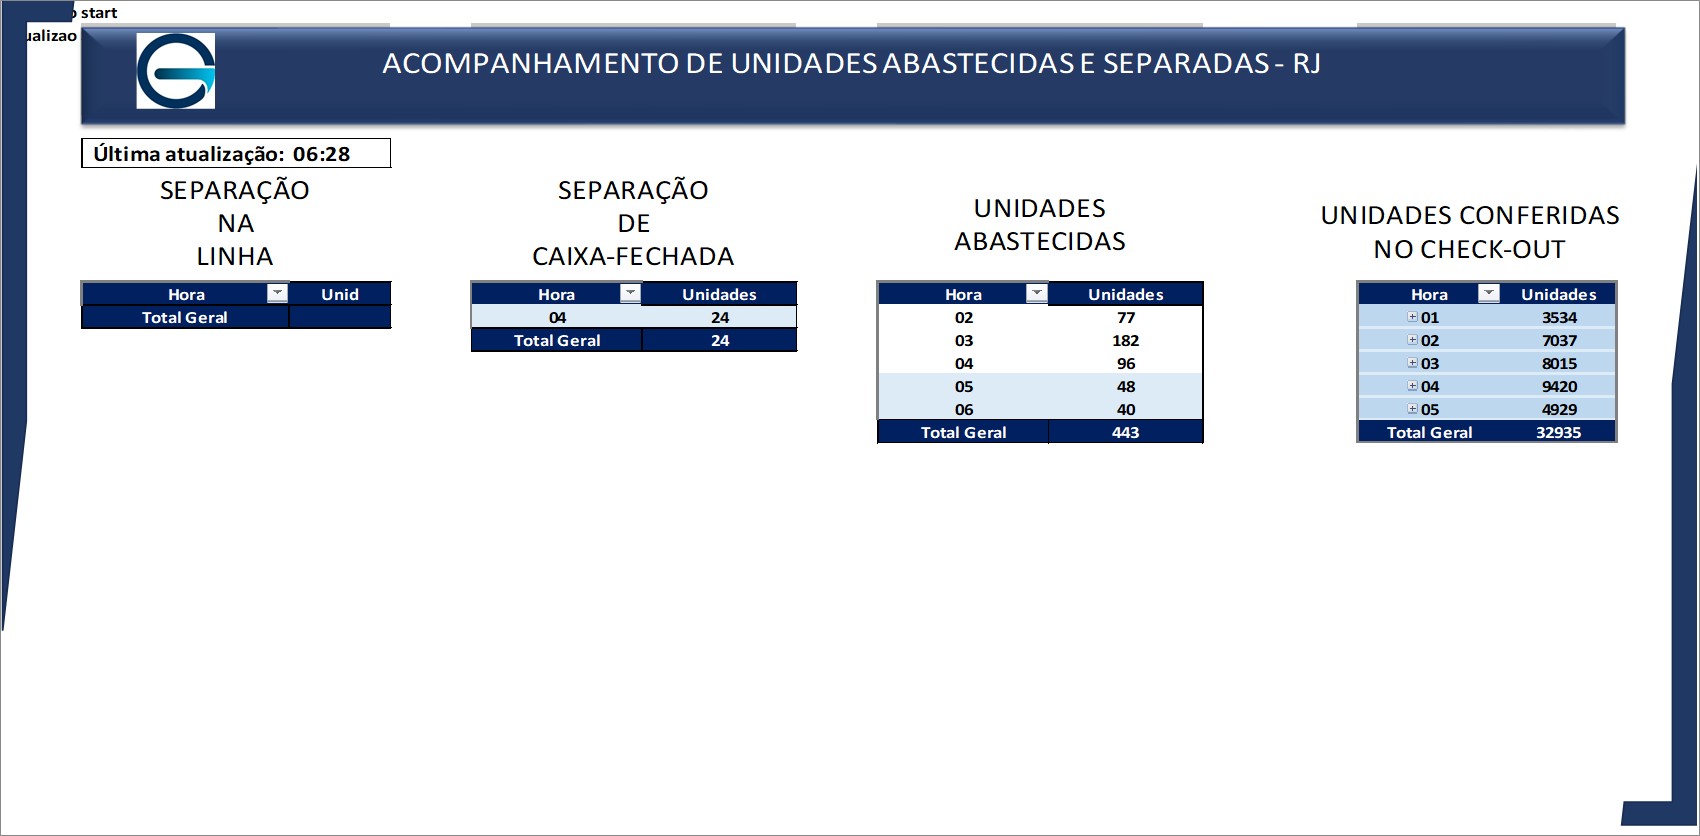 start
ualizao
ACOMPANHAMENTO DE UNIDADES ABASTECIDAS E SEPARADAS - RJ
Última atualização: 06:28
SEPARAÇÃO
NA
LINHA
Hora Unid
Total Geral
SEPARAÇÃO
DE
CAIXA-FECHADA
Hora Unidades
04 24
Total Geral 24
UNIDADES
ABASTECIDAS
Hora Unidades
02 77
03 182
04 96
05 48
06 40
Total Geral 443
UNIDADES CONFERIDAS
NO CHECK-OUT
Hora Unidades
01 3534
02 7037
03 8015
04 9420
05 4929
Total Geral 32935